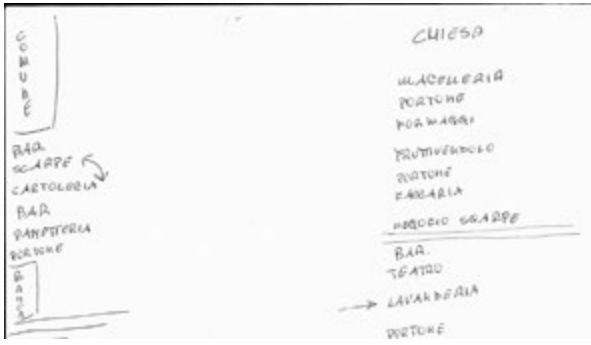 COMUNE
BAR
SCARPE
CARTOLERIA
BAR
PANETTERIA
PORTONE
BANCA
CHIESA
MACELLERIA
PORTONE
FORMAGGI
FRUTTIVENDOLO
PORTONE
NEGOZIO SCARPE
BAR.
TEATRO
LAVANDERIA
PORTONE